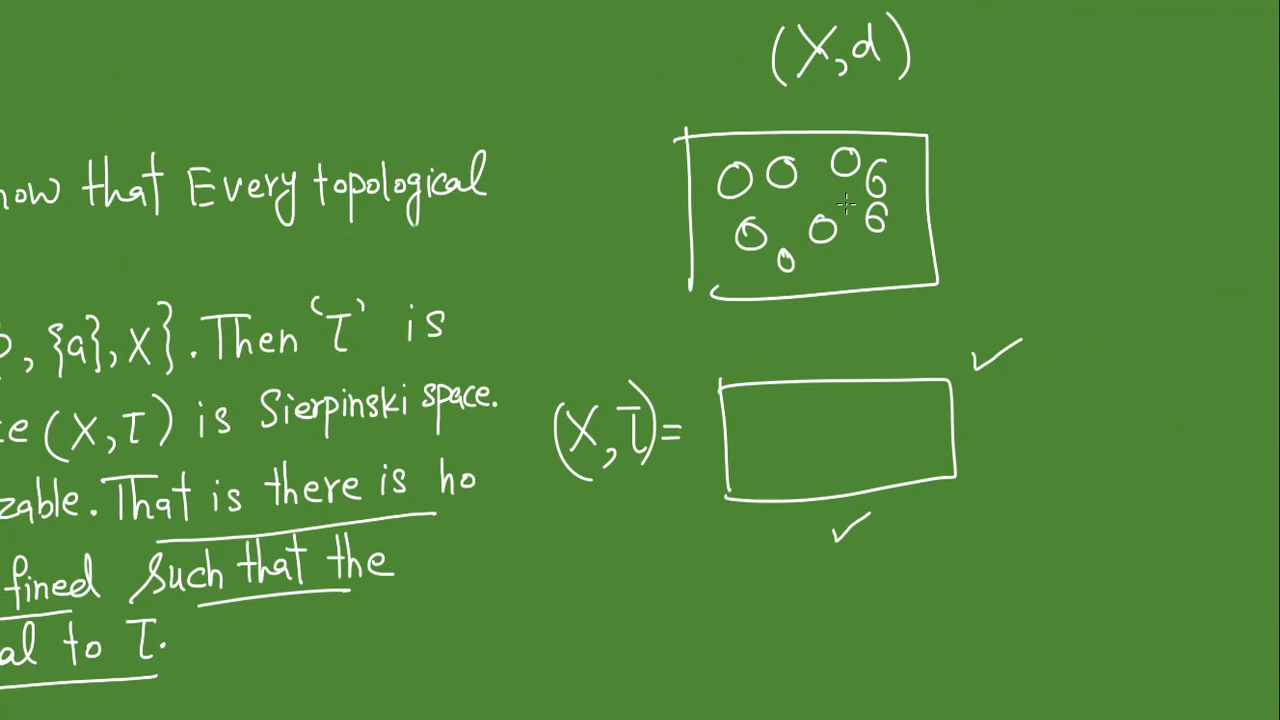 (X,d)
now that Every topological
, {a}, X}. Then 'τ' is
(X,τ) is Sierpinski space.
zable. That is there is no
fined such that the
al to τ.
(X,τ)=